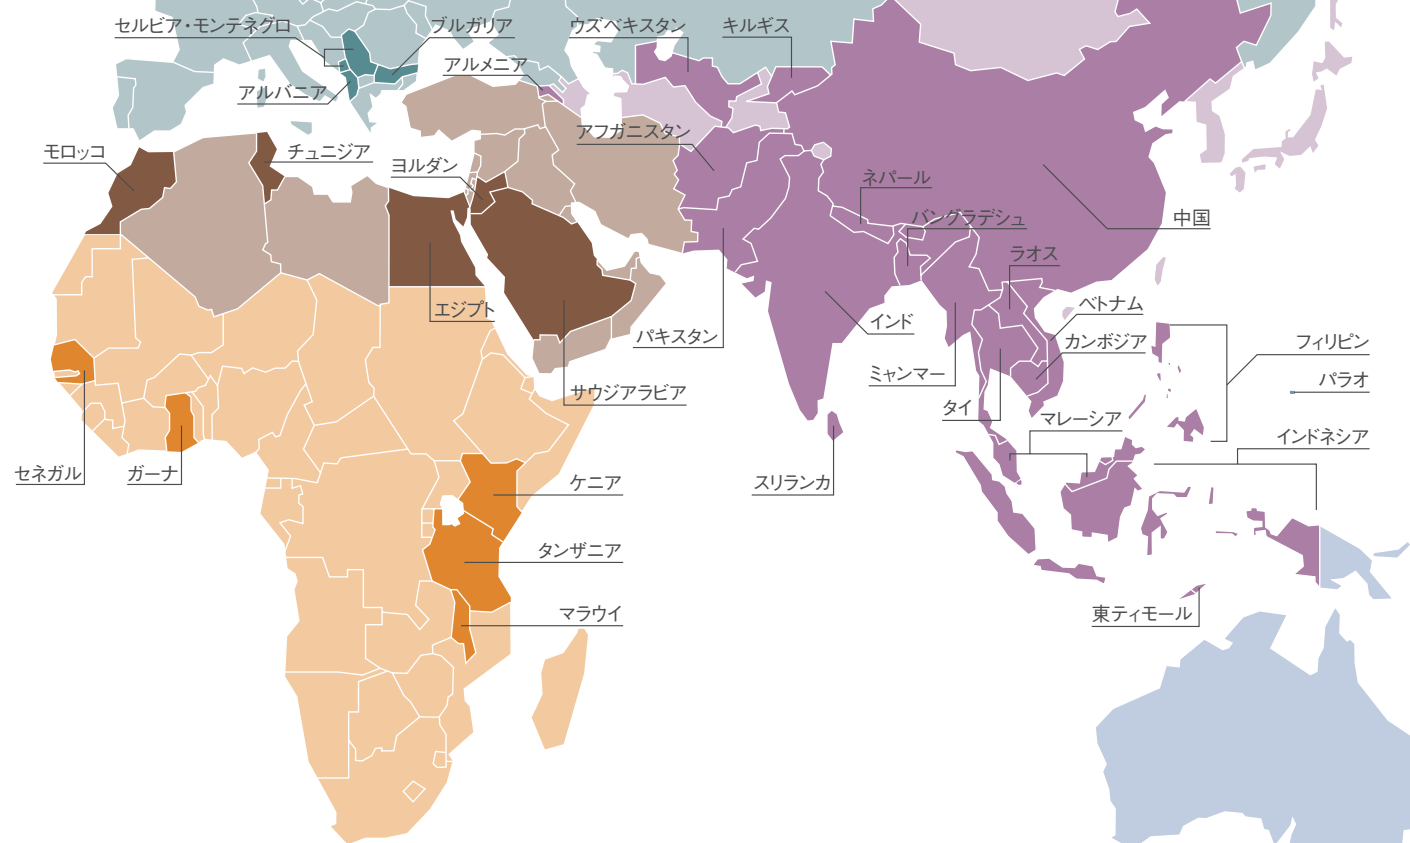 セルビア・モンテネグロ
ブルガリア
ウズベキスタン
キルギス
アルメニア
アルバニア
アフガニスタン
モロッコ
チュニジア
ヨルダン
ネパール
バングラデシュ
中国
ラオス
エジプト
パキスタン
インド
ベトナム
カンボジア
フィリピン
ミャンマー
パラオ
サウジアラビア
タイ
マレーシア
インドネシア
セネガル
ガーナ
ケニア
スリランカ
タンザニア
マラウイ
東ティモール